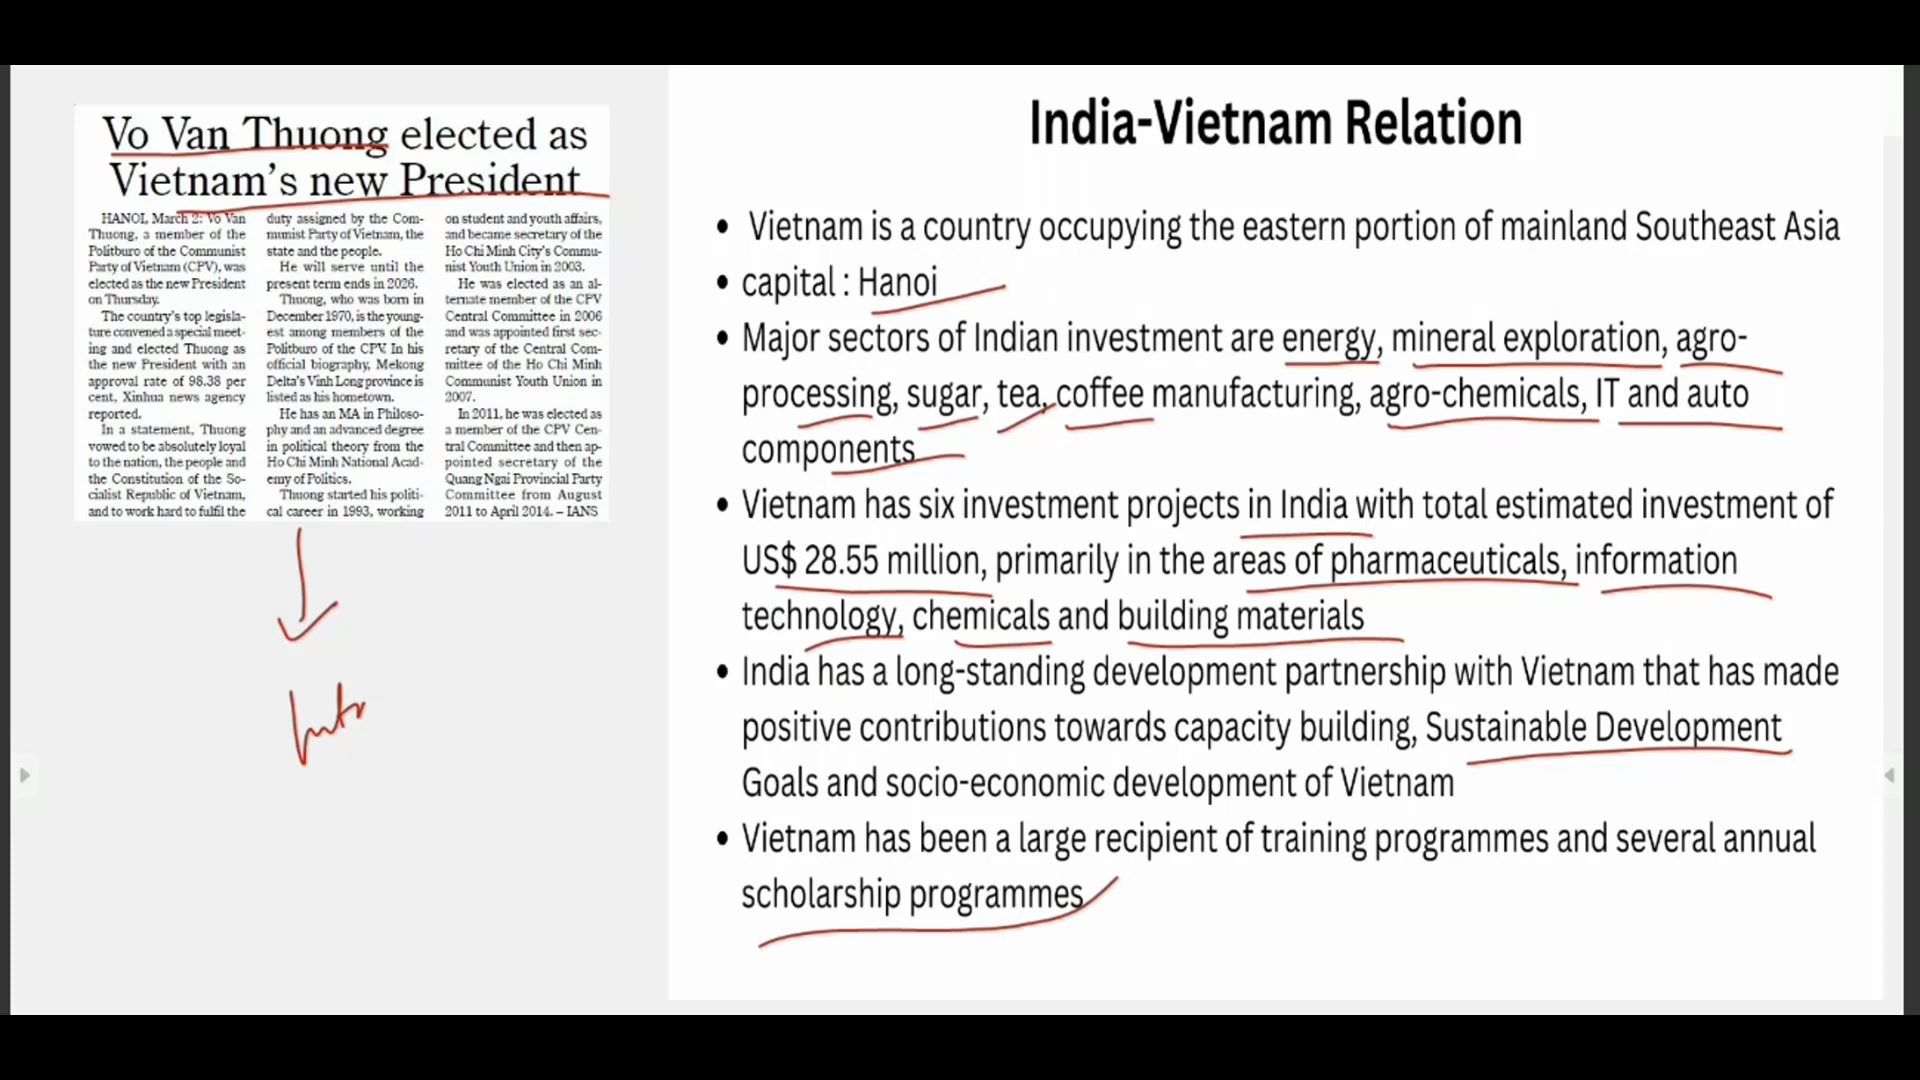 Vo Van Thuong elected as
Vietnam's new President
HANOI, March 2: Vo Van
Thuong, a member of the
Politburo of the Communist
Party of Vietnam (CPV), was
elected as the new President
on Thursday.
The country's top legisla-
ture convened a special meet-
ing and elected Thuong as
the new President with an
approval rate of 98.38 per
cent, Xinhua news agency
reported.
In a statement, Thuong
vowed to be absolutely loyal
to the nation, the people and
the Constitution of the So-
cialist Republic of Vietnam,
and to work hard to fulfil the
duty assigned by the Com-
munist Party of Vietnam, the
state and the people.
He will serve until the
present term ends in 2026.
Thuong, who was born in
December 1970, is the young-
est among members of the
Politburo of the CPV. In his
official biography, Mekong
Delta's Vinh Long province is
listed as his hometown.
He has an MA in Philoso-
phy and an advanced degree
in political theory from the
Ho Chi Minh National Acad-
emy of Politics.
Thuong started his politi-
cal career in 1993, working
on student and youth affairs,
and became secretary of the
Ho Chi Minh City's Commu-
nist Youth Union in 2003.
He was elected as an al-
ternate member of the CPV
Central Committee in 2006
and was appointed first sec-
retary of the Central Com-
mittee of the Ho Chi Minh
Communist Youth Union in
2007.
In 2011, he was elected as
a member of the CPV Cen-
tral Committee and then ap-
pointed secretary of the
Quang Ngai Provincial Party
Committee from August
2011 to April 2014. – IANS
India-Vietnam Relation
• Vietnam is a country occupying the eastern portion of mainland Southeast Asia
• capital : Hanoi
• Major sectors of Indian investment are energy, mineral exploration, agro-
processing, sugar, tea, coffee manufacturing, agro-chemicals, IT and auto
components
• Vietnam has six investment projects in India with total estimated investment of
US$ 28.55 million, primarily in the areas of pharmaceuticals, information
technology, chemicals and building materials
• India has a long-standing development partnership with Vietnam that has made
positive contributions towards capacity building, Sustainable Development
Goals and socio-economic development of Vietnam
• Vietnam has been a large recipient of training programmes and several annual
scholarship programmes